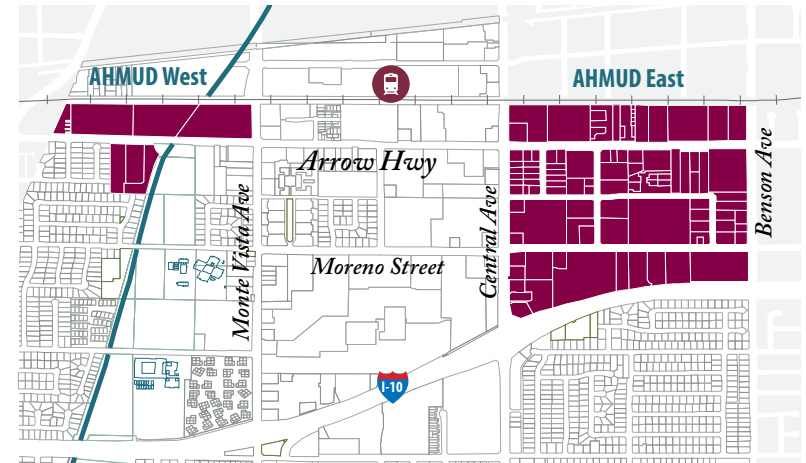 AHMUD West
AHMUD East
Arrow Hwy
Benson Ave
Monte Vista Ave
Central Ave
Moreno Street
I-10